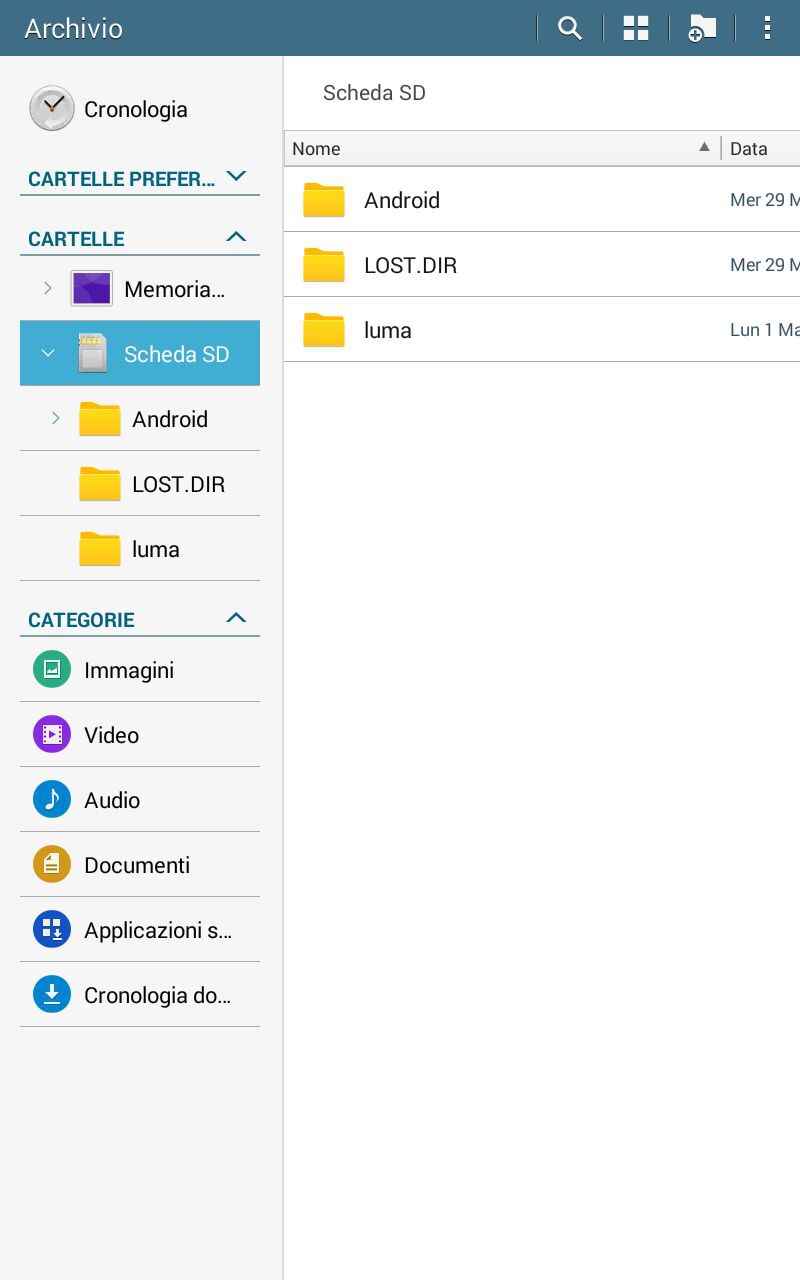 Archivio
Cronologia
CARTELLE PREFER...
CARTELLE
Memoria...
Scheda SD
Android
LOST.DIR
luma
CATEGORIE
Immagini
Video
Audio
Documenti
Applicazioni s...
Cronologia do...
Scheda SD
Nome Data
Android Mer 29 M
LOST.DIR Mer 29 M
luma Lun 1 Ma